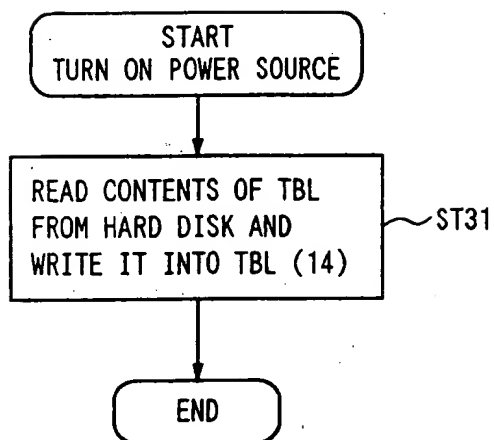 START
TURN ON POWER SOURCE
READ CONTENTS OF TBL
FROM HARD DISK AND
WRITE IT INTO TBL (14)
ST31
END